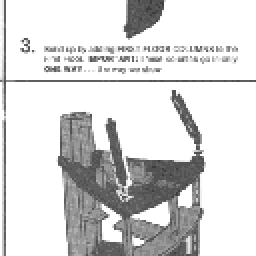 3. Build up by adding FIRST FLOOR COLUMNS to the
First Floor. IMPORTANT: These columns go in only
ONE WAY . . . the way we show.